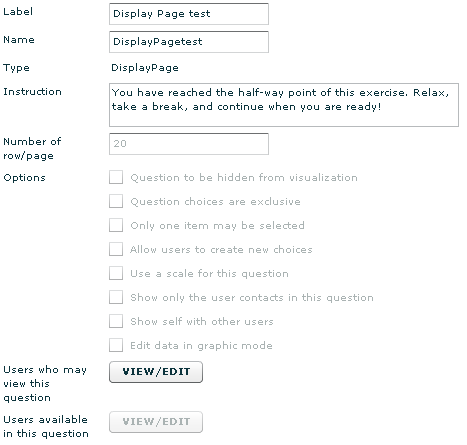 Label Display Page test
Name DisplayPagetest
Type DisplayPage
Instruction You have reached the half-way point of this exercise. Relax,
take a break, and continue when you are ready!
Number of
row/page 20
Options Question to be hidden from visualization
Question choices are exclusive
Only one item may be selected
Allow users to create new choices
Use a scale for this question
Show only the user contacts in this question
Show self with other users
Edit data in graphic mode
Users who may
view this
question
VIEW/EDIT
Users available
in this question
VIEW/EDIT